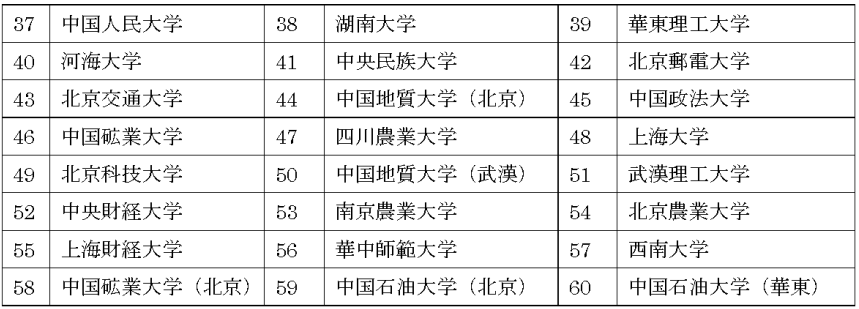 37 中国人民大学 38 湖南大学 39 華東理工大学
40 河海大学 41 中央民族大学 42 北京郵電大学
43 北京交通大学 44 中国地質大学（北京） 45 中国政法大学
46 中国砿業大学 47 四川農業大学 48 上海大学
49 北京科技大学 50 中国地質大学（武漢） 51 武漢理工大学
52 中央財経大学 53 南京農業大学 54 北京農業大学
55 上海財経大学 56 華中師範大学 57 西南大学
58 中国砿業大学（北京） 59 中国石油大学（北京） 60 中国石油大学（華東）